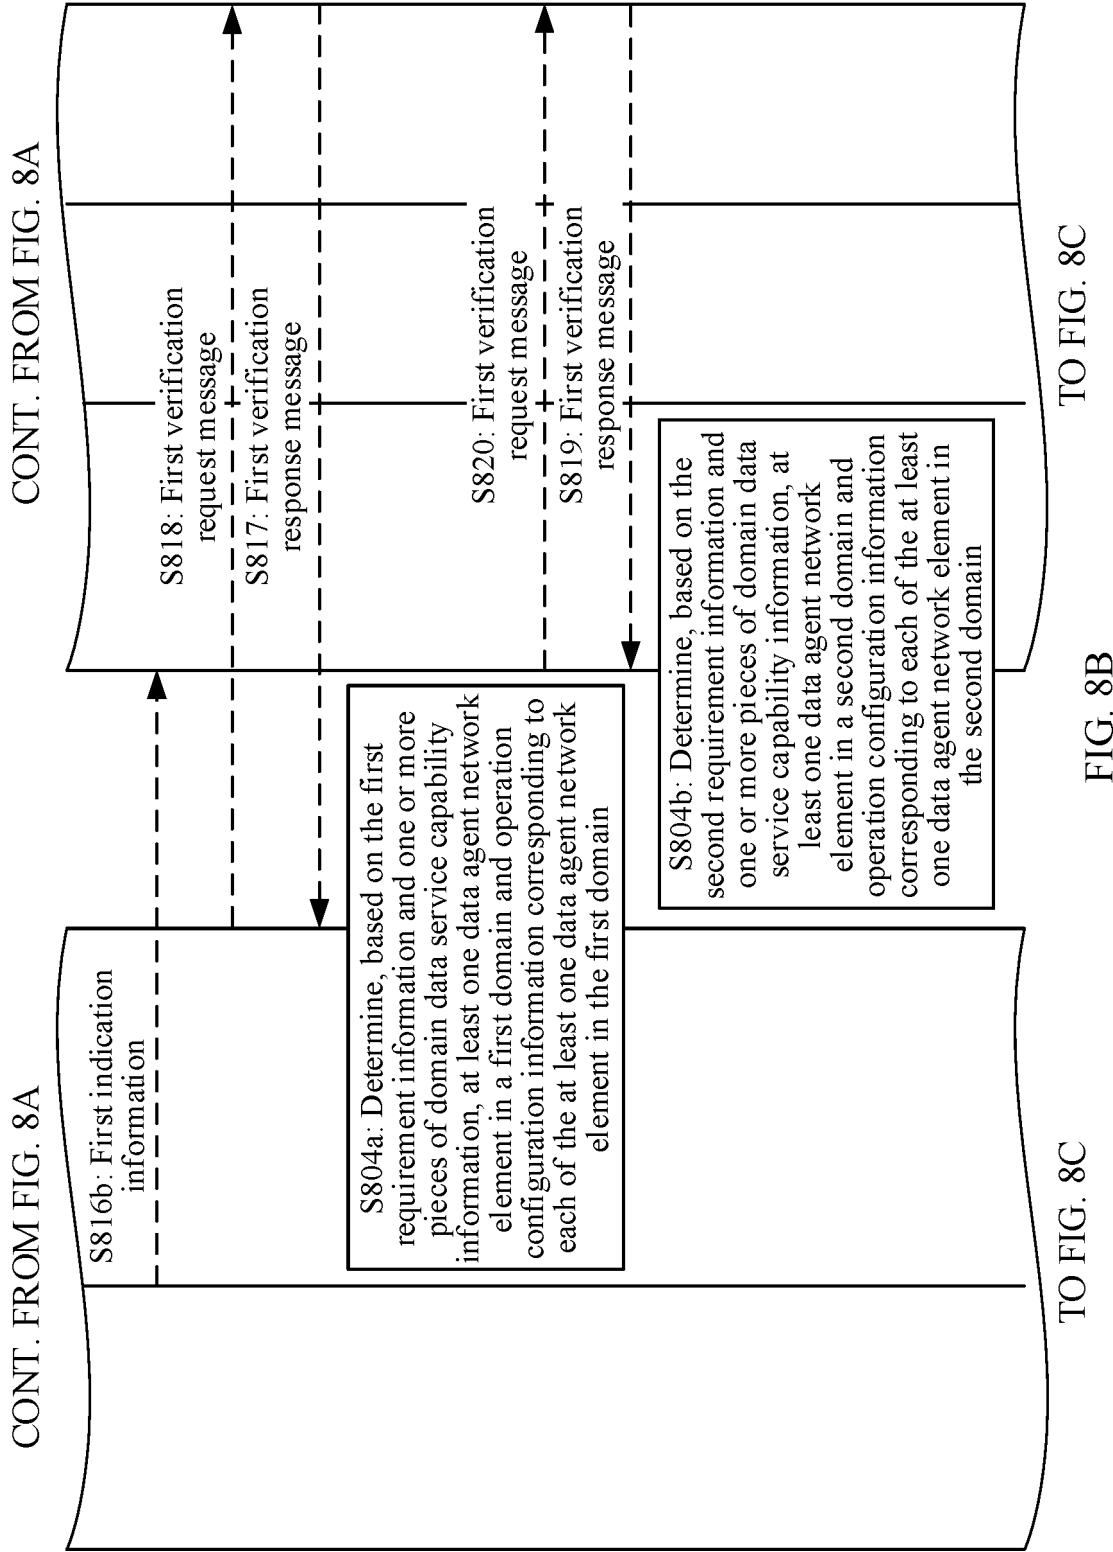 CONT. FROM FIG. 8A
CONT. FROM FIG. 8A
S816b: First indication
information
S818: First verification
request message
S817: First verification
response message
S804a: Determine, based on the first
requirement information and one or more
pieces of domain data service capability
information, at least one data agent network
element in a first domain and operation
configuration information corresponding to
each of the at least one data agent network
element in the first domain
S820: First verification
request message
S819: First verification
response message
S804b: Determine, based on the
second requirement information and
one or more pieces of domain data
service capability information, at
least one data agent network
element in a second domain and
operation configuration information
corresponding to each of the at least
one data agent network element in
the second domain
TO FIG. 8C
TO FIG. 8C
FIG. 8B